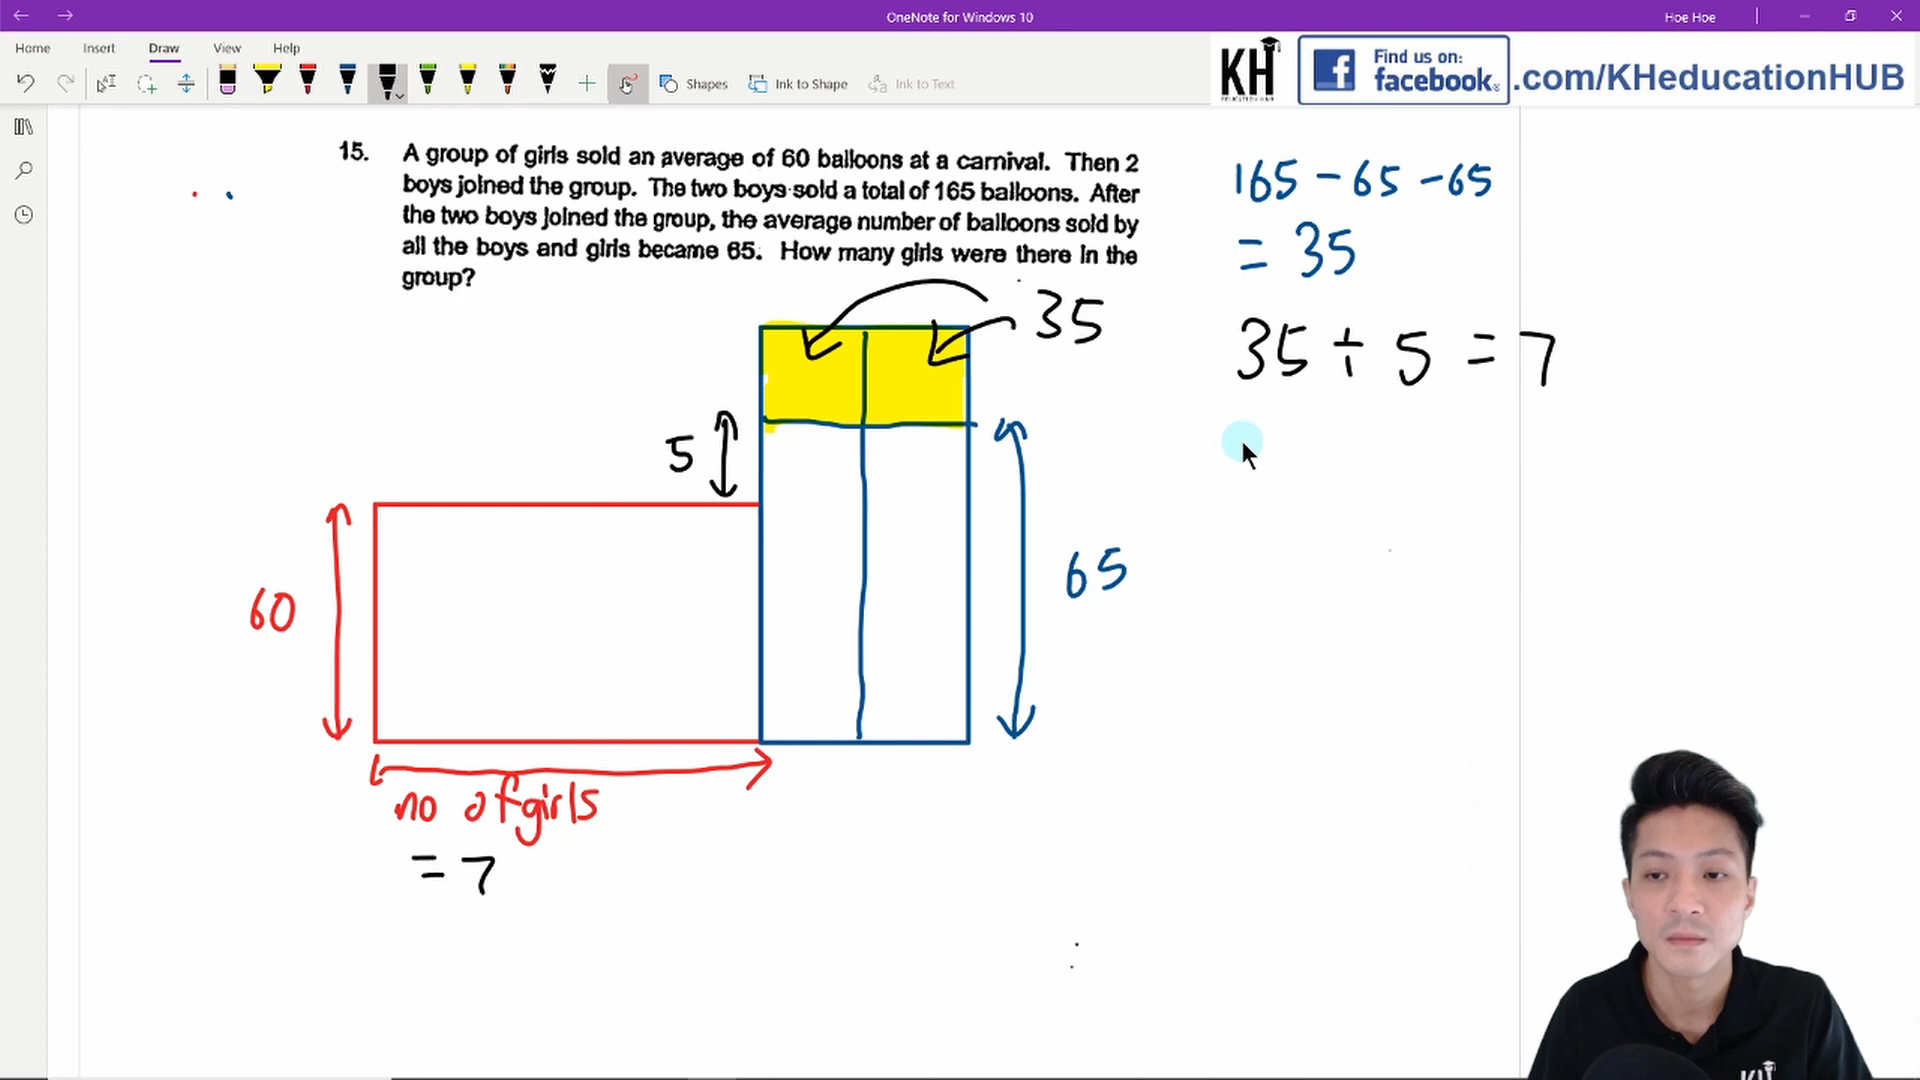 OneNote for Windows 10
Hoe Hoe
Home Insert Draw View Help
Shapes Ink to Shape Ink to Text
KH
EDUCATION HUB
Find us on:
facebook.
.com/KHeducationHUB
15. A group of girls sold an average of 60 balloons at a carnival. Then 2
boys joined the group. The two boys sold a total of 165 balloons. After
the two boys joined the group, the average number of balloons sold by
all the boys and girls became 65. How many girls were there in the
group?
165 - 65 - 65
= 35
35 ÷ 5 = 7
35
5
60
65
no of girls
= 7
KH